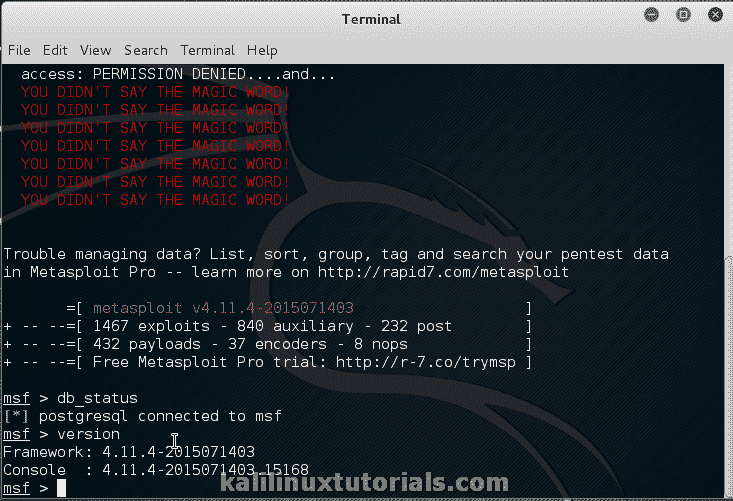 Terminal
File Edit View Search Terminal Help
access: PERMISSION DENIED....and...
YOU DIDN'T SAY THE MAGIC WORD!
YOU DIDN'T SAY THE MAGIC WORD!
YOU DIDN'T SAY THE MAGIC WORD!
YOU DIDN'T SAY THE MAGIC WORD!
YOU DIDN'T SAY THE MAGIC WORD!
YOU DIDN'T SAY THE MAGIC WORD!
YOU DIDN'T SAY THE MAGIC WORD!
Trouble managing data? List, sort, group, tag and search your pentest data
in Metasploit Pro -- learn more on http://rapid7.com/metasploit
=[ metasploit v4.11.4-2015071403 ]
+ -- --=[ 1467 exploits - 840 auxiliary - 232 post ]
+ -- --=[ 432 payloads - 37 encoders - 8 nops ]
+ -- --=[ Free Metasploit Pro trial: http://r-7.co/trymsp ]
msf > db_status
[*] postgresql connected to msf
msf > version
Framework: 4.11.4-2015071403
Console : 4.11.4-2015071403.15168
msf >
kalilinuxtutorials.com